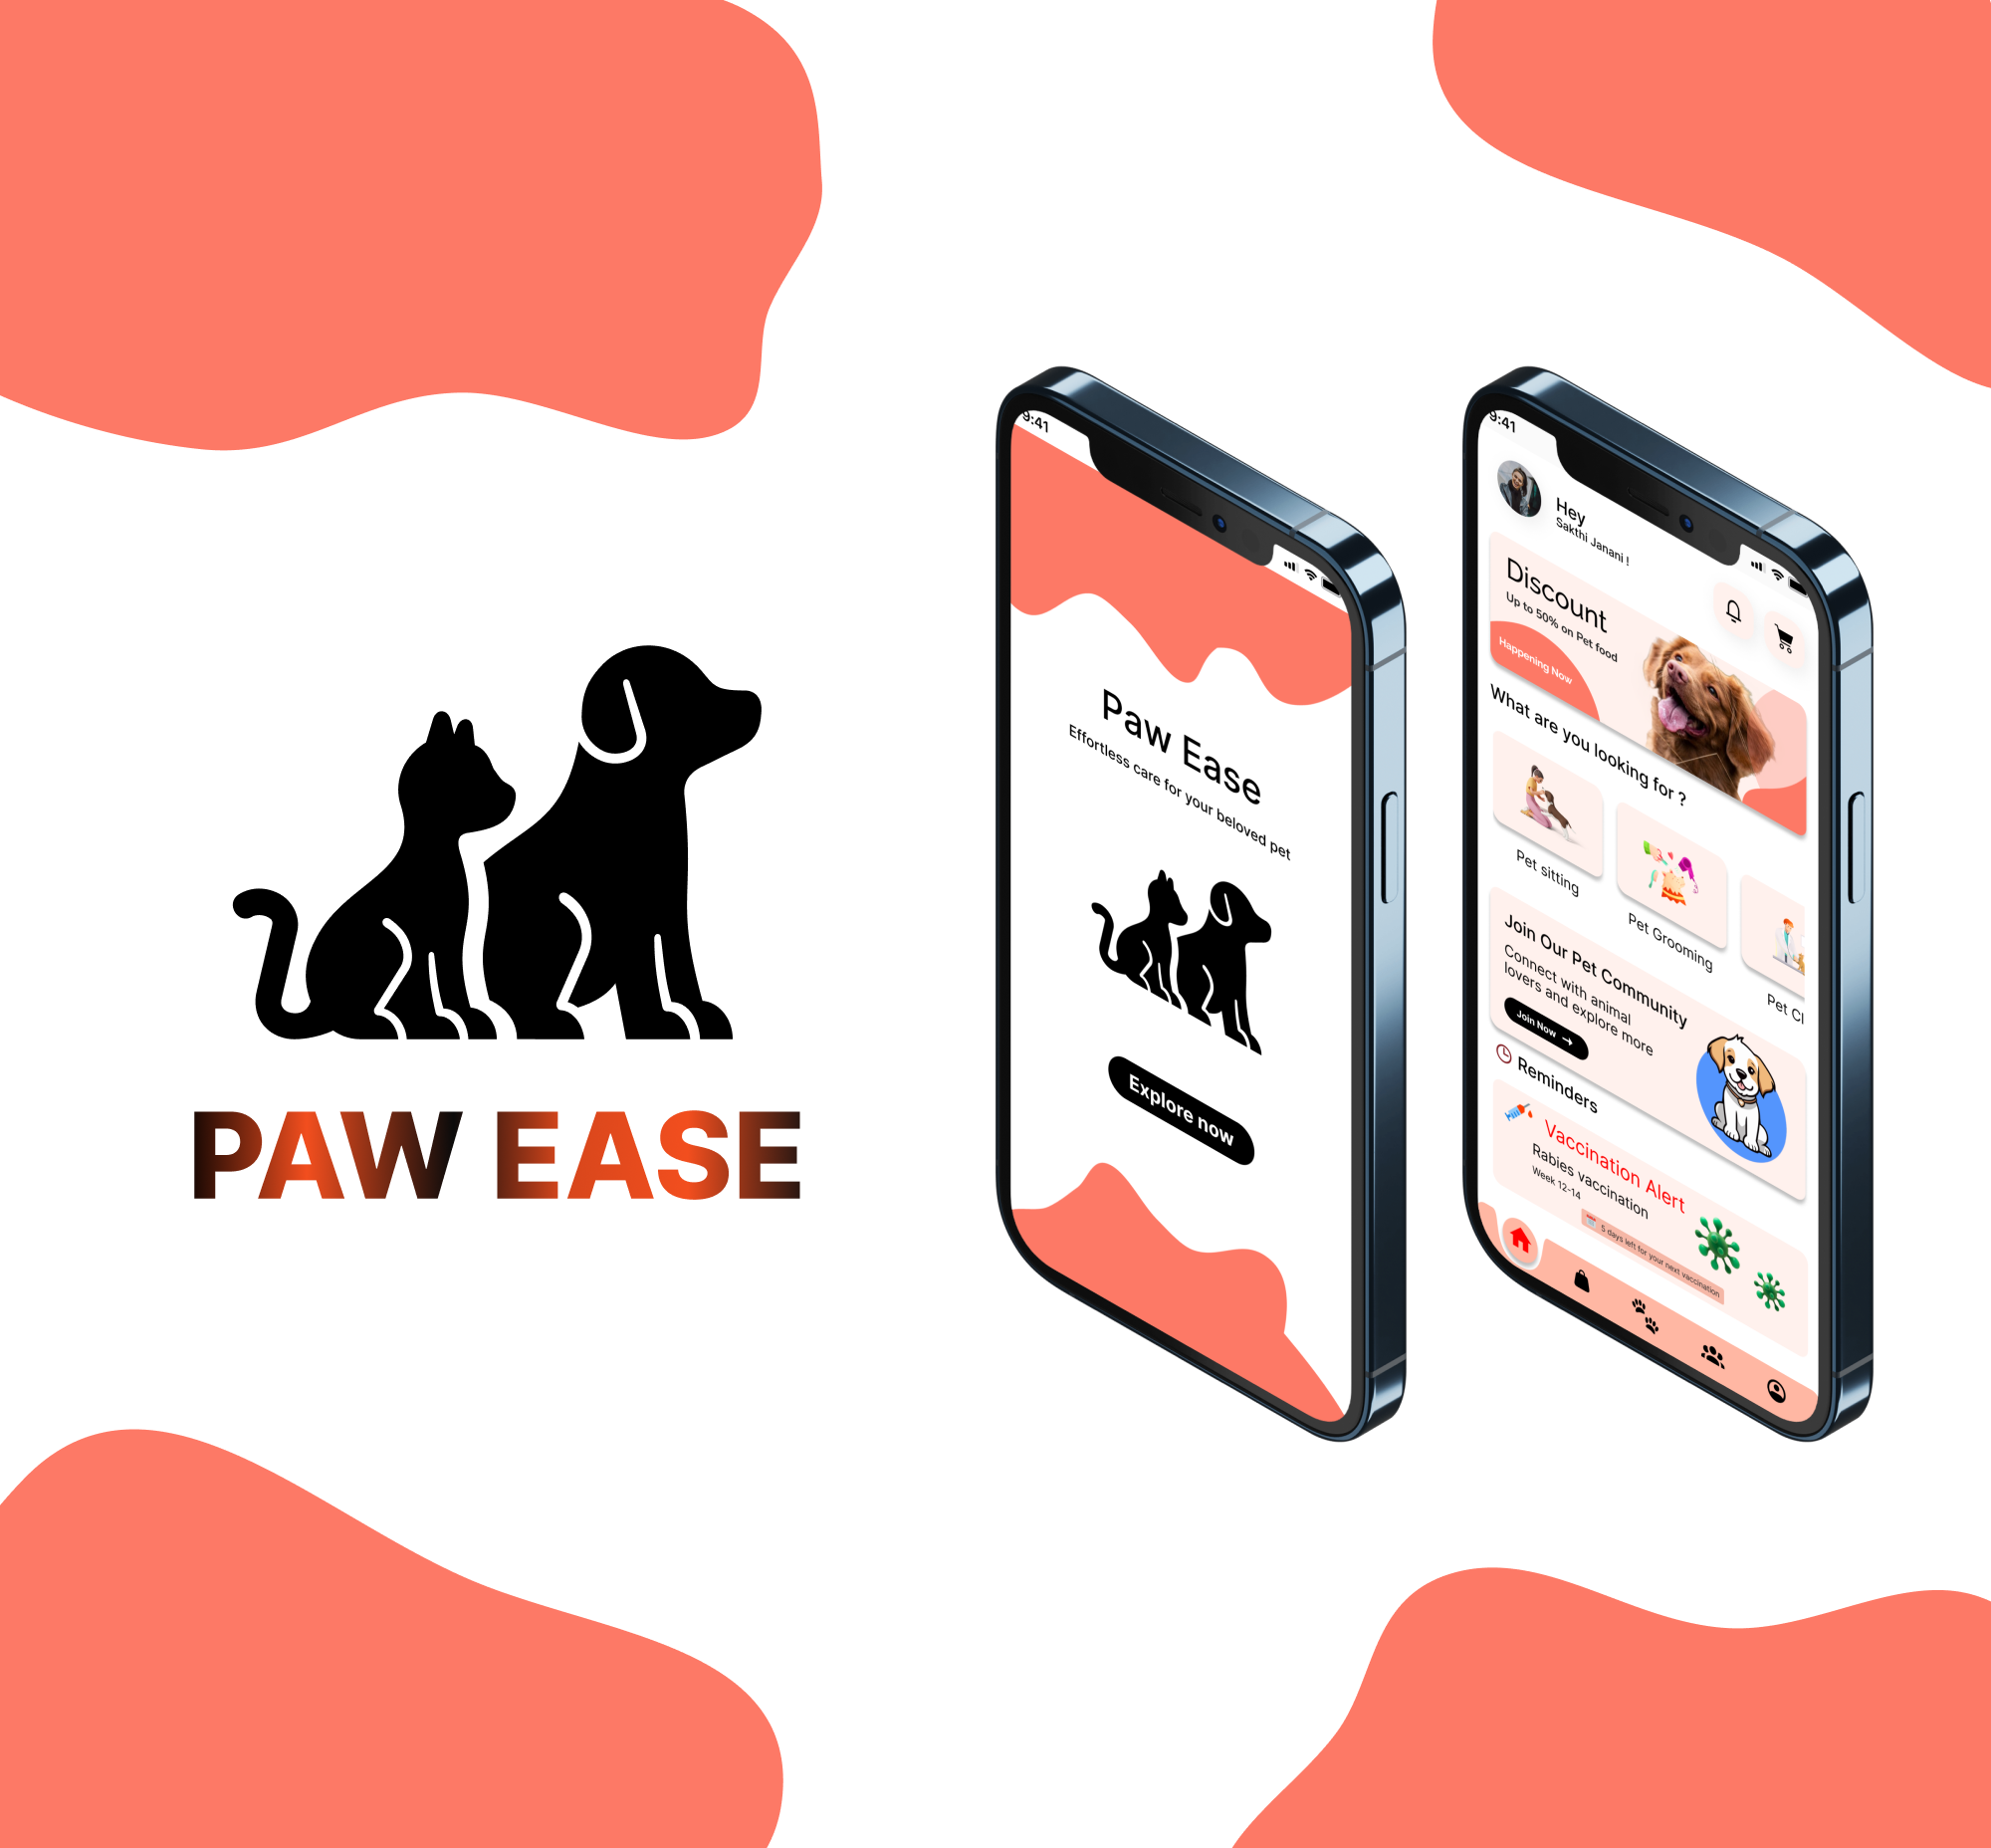 PAW EASE
9:41
Paw Ease
Effortless care for your beloved pet
Explore now
9:41
Hey
Sakthi Janani !
Discount
Up to 50% on Pet food
Happening Now
What are you looking for ?
Pet sitting
Pet Grooming
Pet Cl
Join Our Pet Community
Connect with animal
lovers and explore more
Join Now →
Reminders
Vaccination Alert
Rabies vaccination
Week 12-14
5 days left for your next vaccination